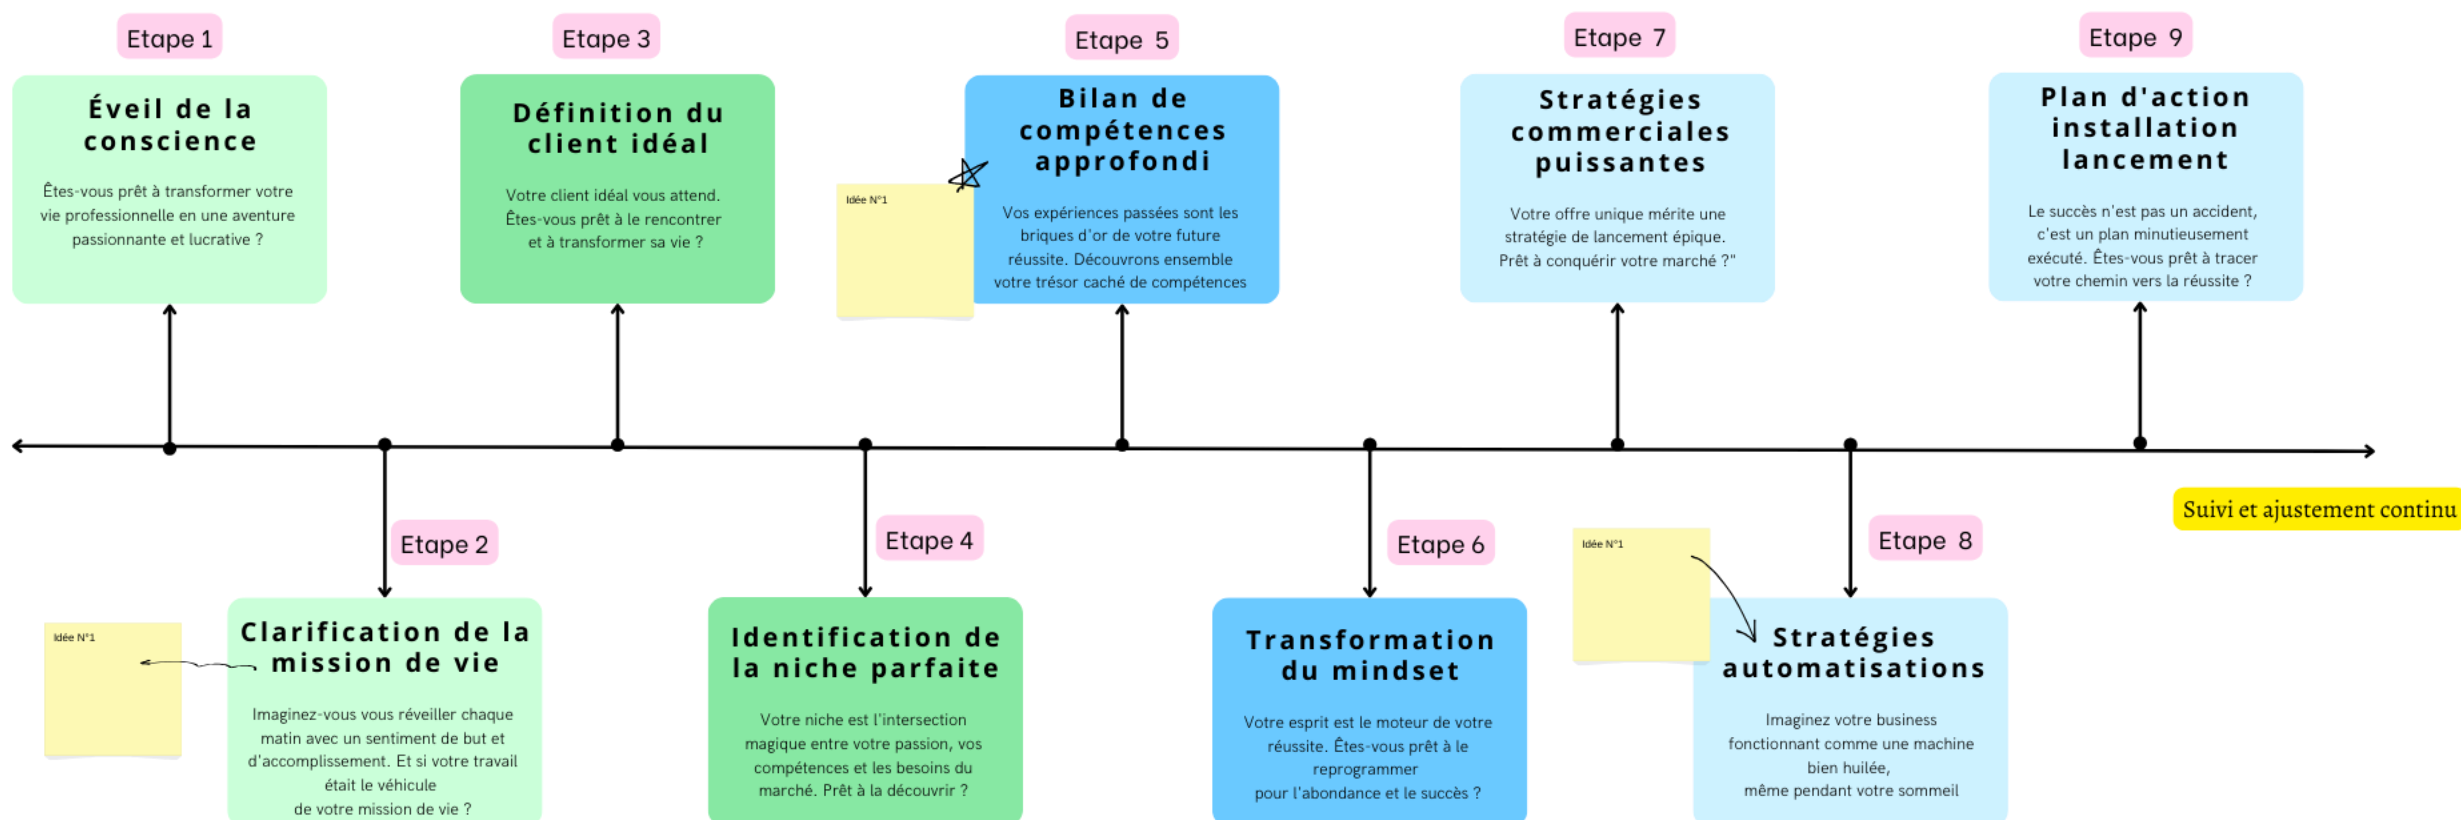 Etape 1
Éveil de la
conscience
Êtes-vous prêt à transformer votre
vie professionnelle en une aventure
passionnante et lucrative ?
Etape 3
Définition du
client idéal
Votre client idéal vous attend.
Êtes-vous prêt à le rencontrer
et à transformer sa vie ?
Etape 5
Bilan de
compétences
approfondi
Vos expériences passées sont les
briques d'or de votre future
réussite. Découvrons ensemble
votre trésor caché de compétences
Idée N°1
Etape 7
Stratégies
commerciales
puissantes
Votre offre unique mérite une
stratégie de lancement épique.
Prêt à conquérir votre marché ?"
Etape 9
Plan d'action
installation
lancement
Le succès n'est pas un accident,
c'est un plan minutieusement
exécuté. Êtes-vous prêt à tracer
votre chemin vers la réussite ?
Suivi et ajustement continu
Etape 2
Idée N°1
Clarification de la
mission de vie
Imaginez-vous vous réveiller chaque
matin avec un sentiment de but et
d'accomplissement. Et si votre travail
était le véhicule
de votre mission de vie ?
Etape 4
Identification de
la niche parfaite
Votre niche est l'intersection
magique entre votre passion, vos
compétences et les besoins du
marché. Prêt à la découvrir ?
Etape 6
Transformation
du mindset
Votre esprit est le moteur de votre
réussite. Êtes-vous prêt à le
reprogrammer
pour l'abondance et le succès ?
Idée N°1
Etape 8
Stratégies
automatisations
Imaginez votre business
fonctionnant comme une machine
bien huilée,
même pendant votre sommeil